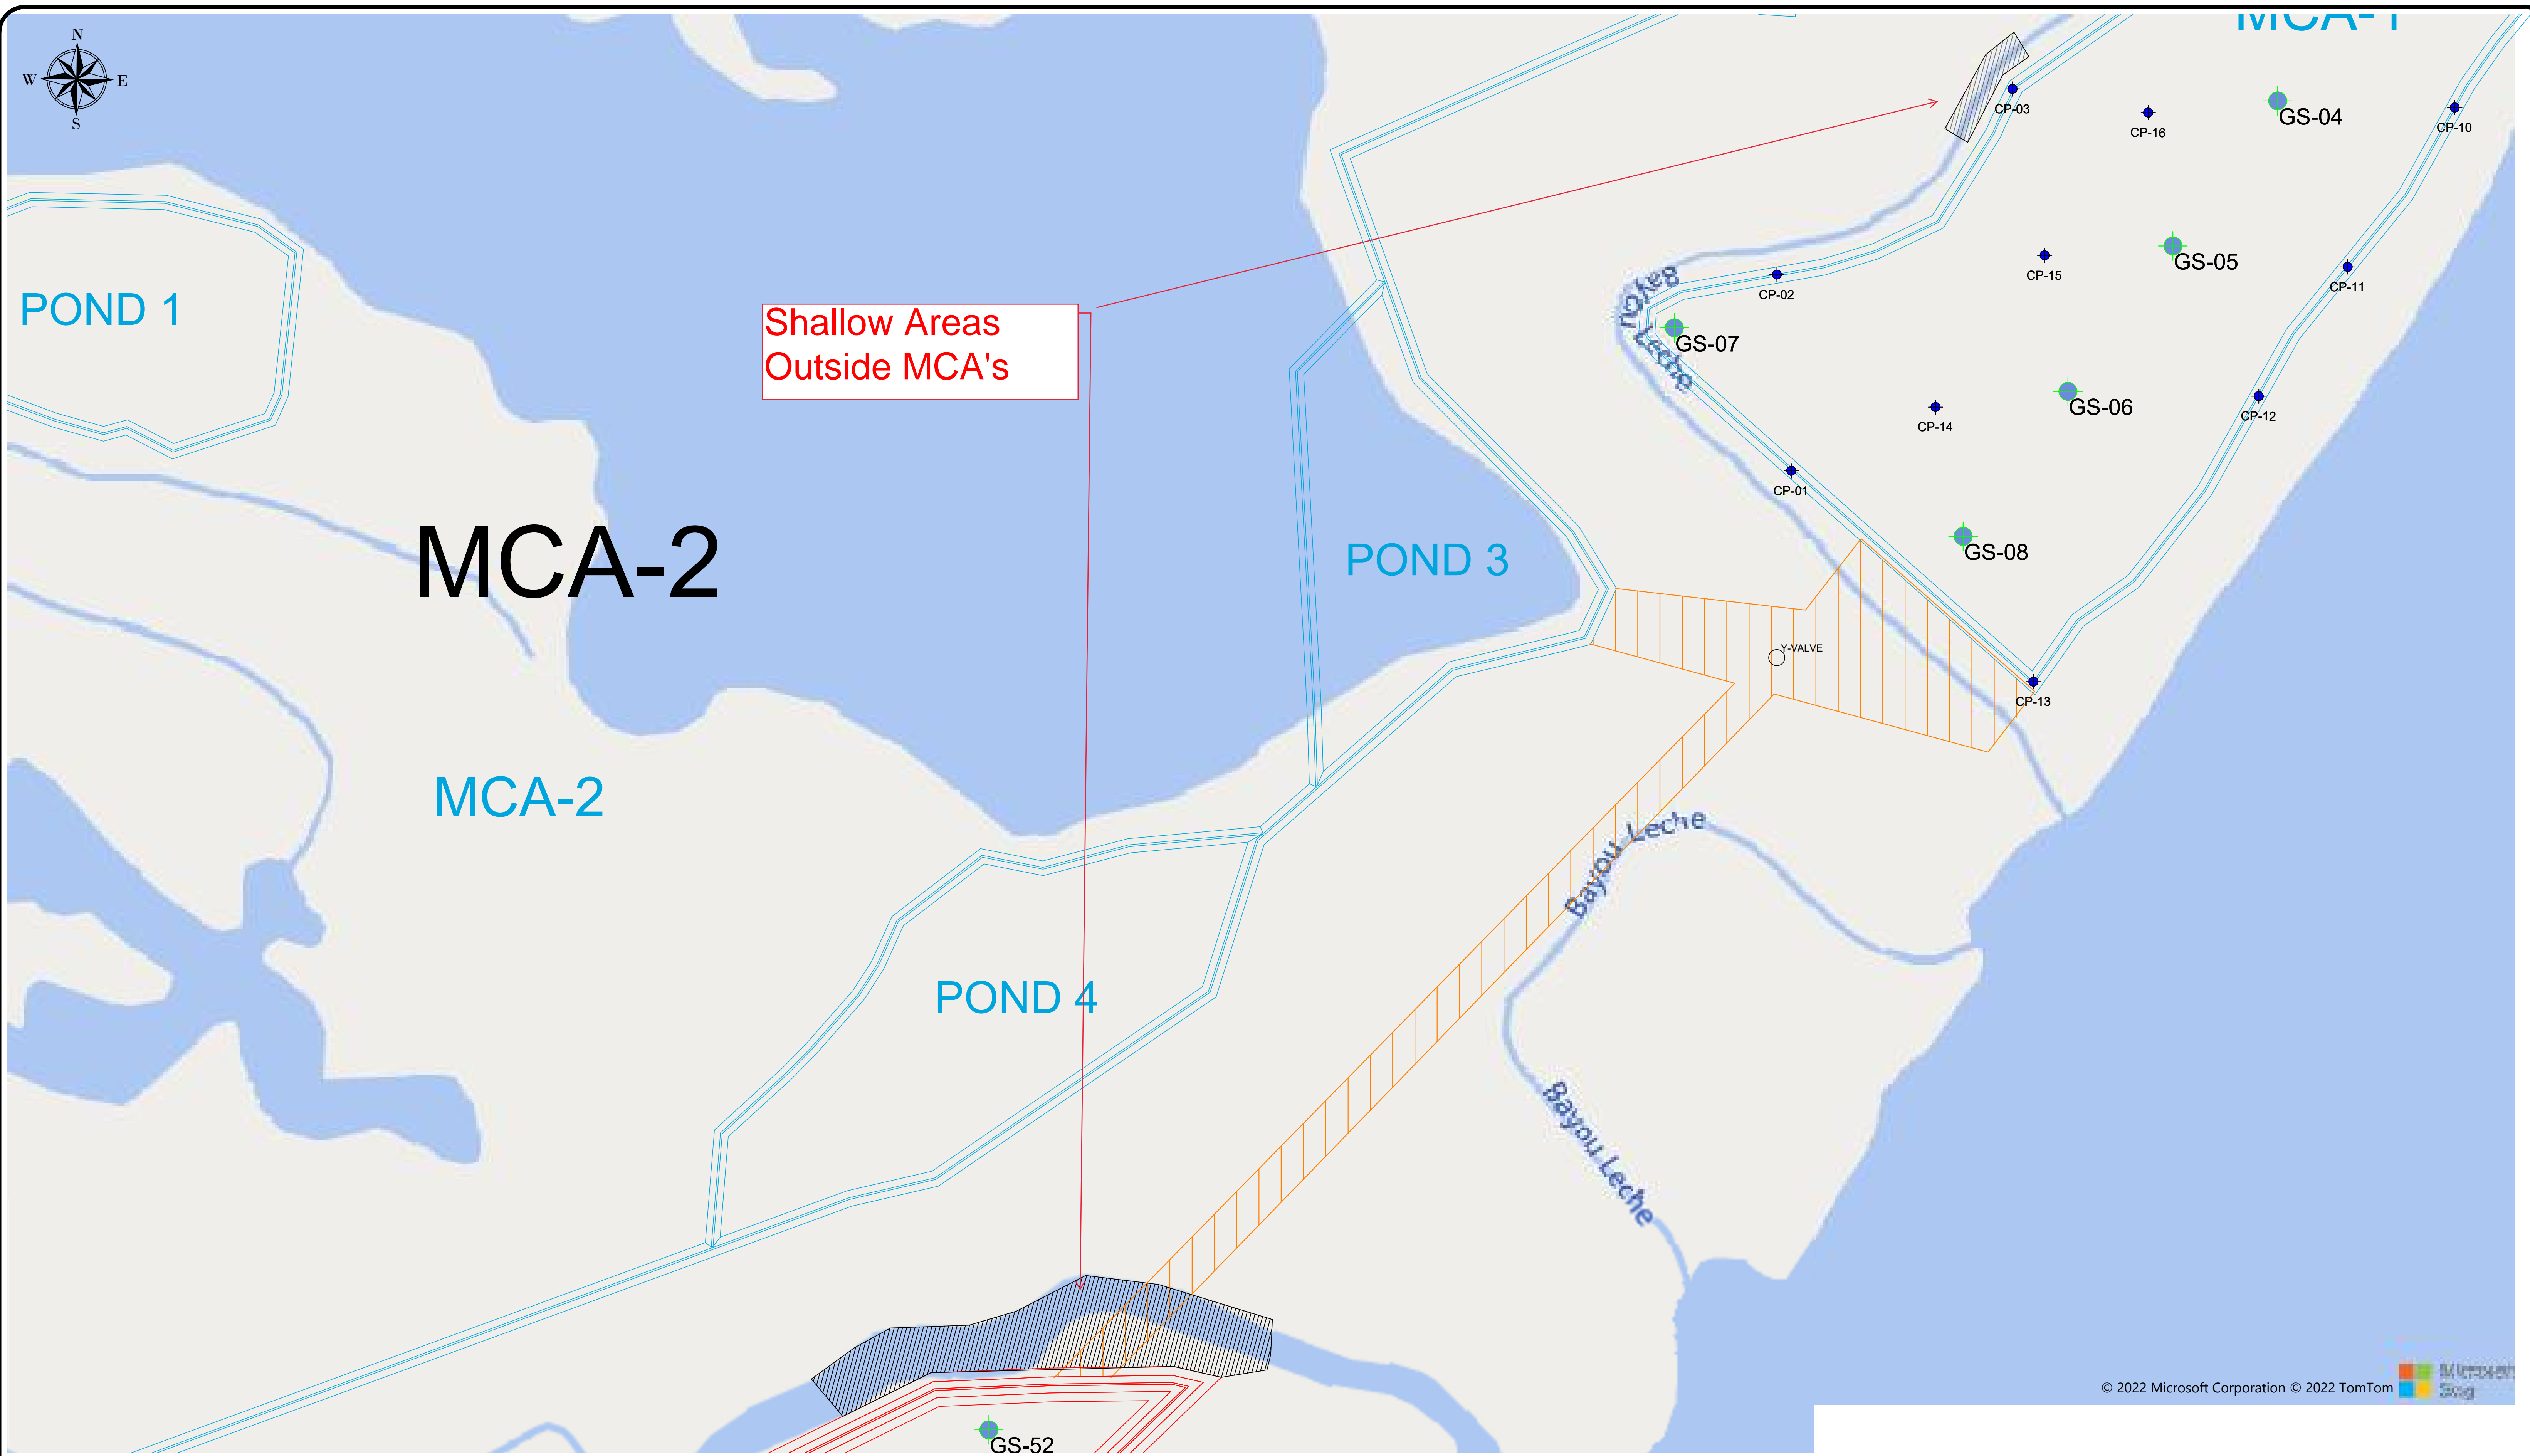 N
W E
S
MCA-1
CP-03
CP-16
GS-04
CP-10
GS-05
CP-15
CP-11
Bayou
Leche
CP-02
GS-07
POND 1
Shallow Areas
Outside MCA's
GS-06
CP-14
CP-12
CP-01
MCA-2
POND 3
GS-08
Y-VALVE
CP-13
MCA-2
Bayou Leche
POND 4
Bayou Leche
© 2022 Microsoft Corporation © 2022 TomTom
Microsoft
Bing
GS-52